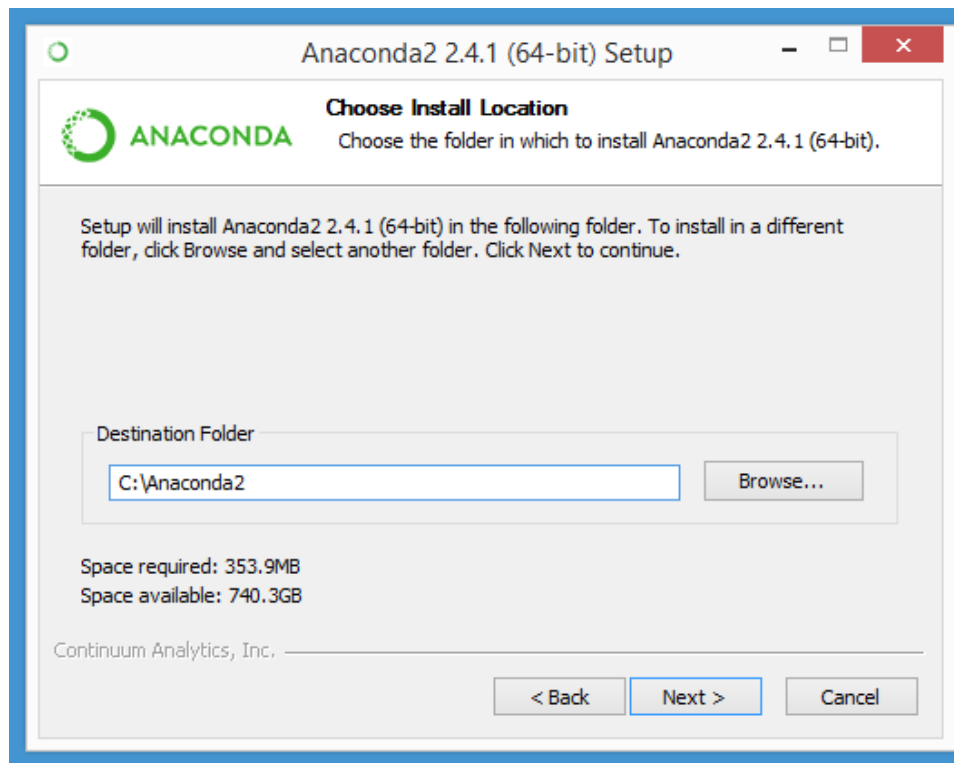 Anaconda2 2.4.1 (64-bit) Setup
ANACONDA
Choose Install Location
Choose the folder in which to install Anaconda2 2.4.1 (64-bit).
Setup will install Anaconda2 2.4.1 (64-bit) in the following folder. To install in a different
folder, click Browse and select another folder. Click Next to continue.
Destination Folder
C:\Anaconda2
Browse...
Space required: 353.9MB
Space available: 740.3GB
Continuum Analytics, Inc.
< Back
Next >
Cancel